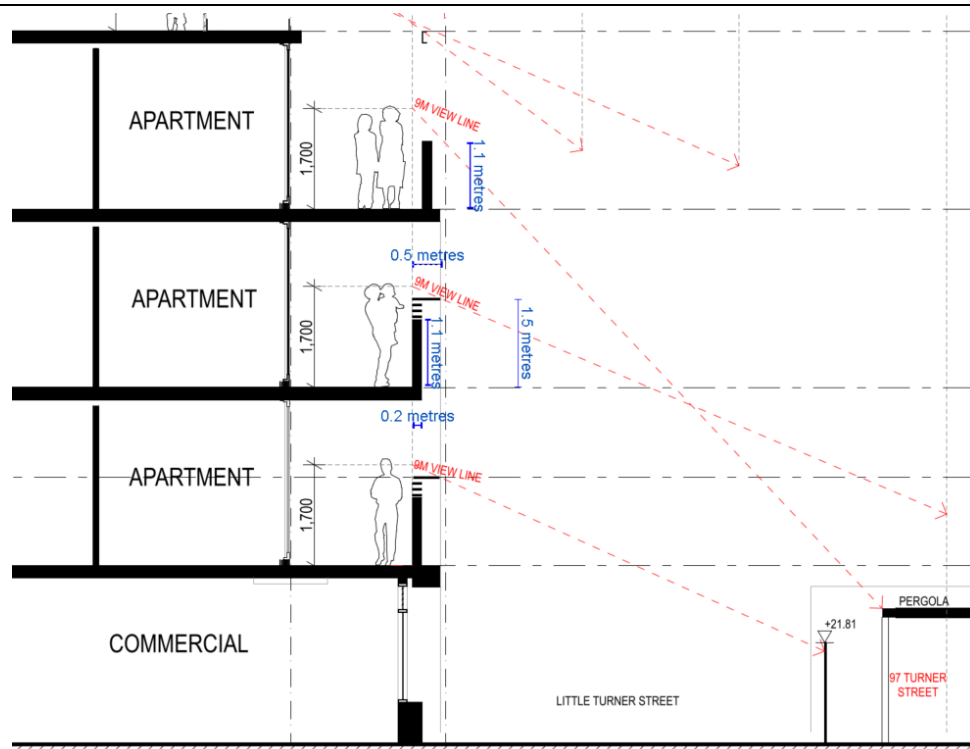 APARTMENT
1,700
9M VIEW LINE
1.1 metres
0.5 metres
APARTMENT
1,700
9M VIEW LINE
1.1 metres
1.5 metres
0.2 metres
APARTMENT
1,700
9M VIEW LINE
PERGOLA
+21.81
COMMERCIAL
97 TURNER
STREET
LITTLE TURNER STREET